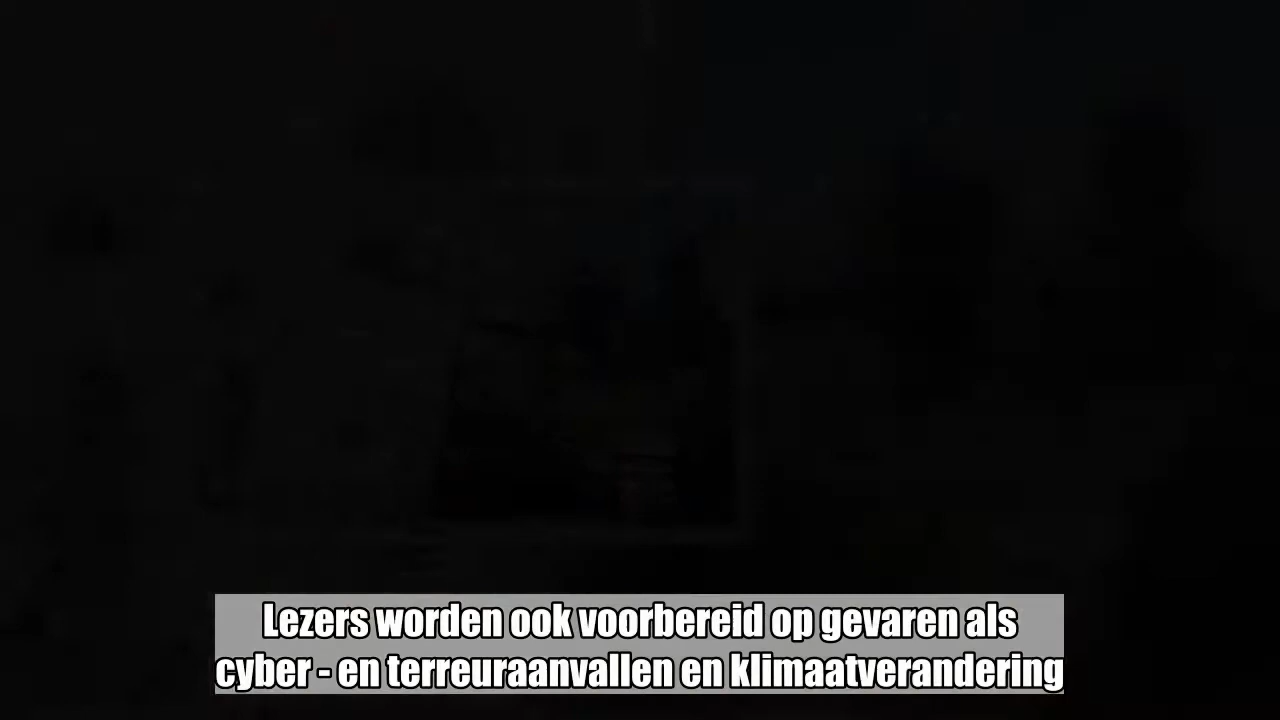 Lezers worden ook voorbereid op gevaren als
cyber - en terreuraanvallen en klimaatverandering